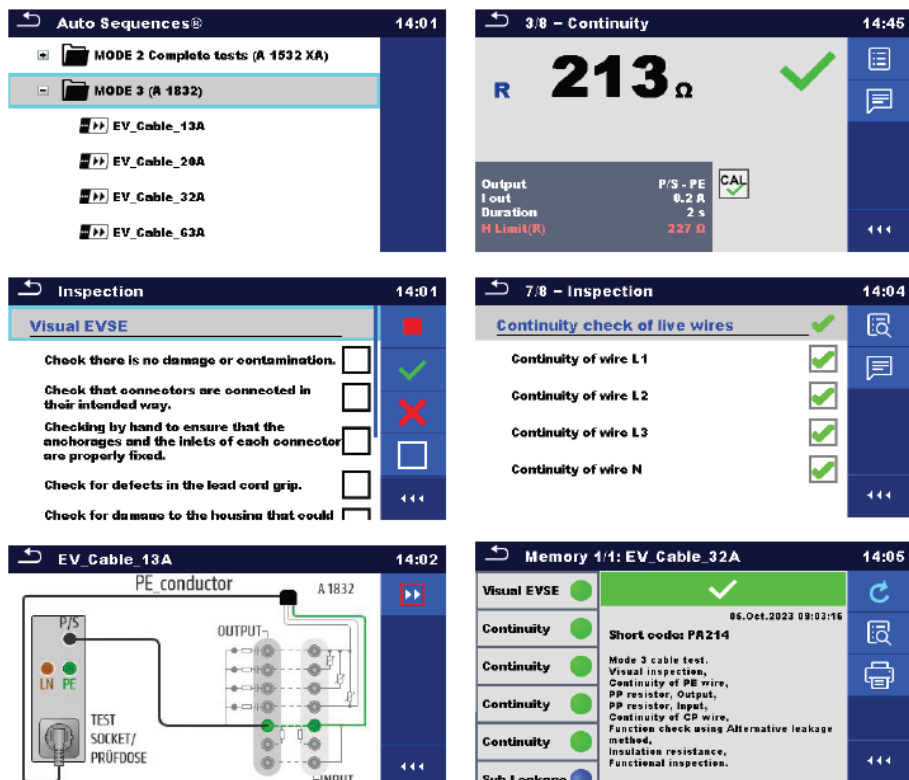 Auto Sequences® 14:01
MODE 2 Complete tests (A 1532 XA)
MODE 3 (A 1832)
EV_Cable_13A
EV_Cable_20A
EV_Cable_32A
EV_Cable_63A
3/8 – Continuity 14:45
R 213 Ω
Output P/S - PE
I out 0.2 A
Duration 2 s
H Limit(R) 227 Ω
CAL
Inspection 14:01
Visual EVSE
Check there is no damage or contamination.
Check that connectors are connected in
their intended way.
Checking by hand to ensure that the
anchorages and the inlets of each connector
are properly fixed.
Check for defects in the lead cord grip.
Check for damage to the housing that could
7/8 – Inspection 14:04
Continuity check of live wires
Continuity of wire L1
Continuity of wire L2
Continuity of wire L3
Continuity of wire N
EV_Cable_13A 14:02
PE_conductor A 1832
P/S
OUTPUT
LN PE
TEST
SOCKET/
PRÜFDOSE
INPUT
Memory 1/1: EV_Cable_32A 14:05
Visual EVSE
Continuity
Continuity
Continuity
Continuity
Sub Leakage
06.Oct.2023 09:03:16
Short code: PA214
Mode 3 cable test.
Visual inspection,
Continuity of PE wire,
PP resistor, Output,
PP resistor, Input,
Continuity of CP wire,
Function check using Alternative leakage
method,
Insulation resistance,
Functional inspection.